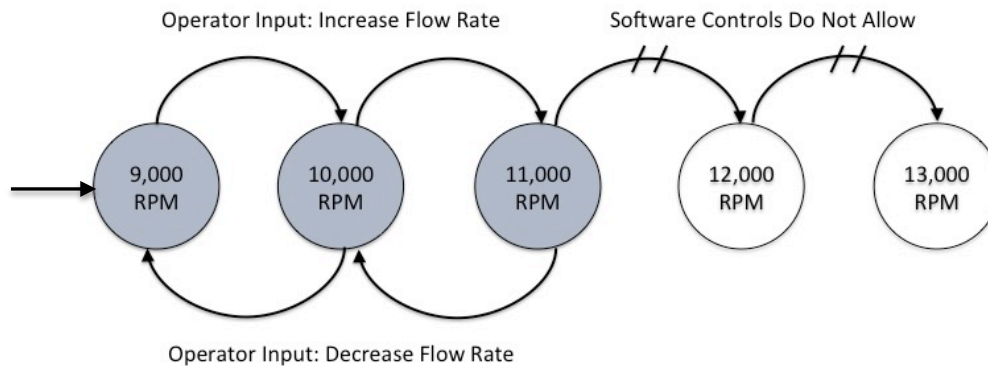 Operator Input: Increase Flow Rate
Software Controls Do Not Allow
9,000
RPM
10,000
RPM
11,000
RPM
12,000
RPM
13,000
RPM
Operator Input: Decrease Flow Rate